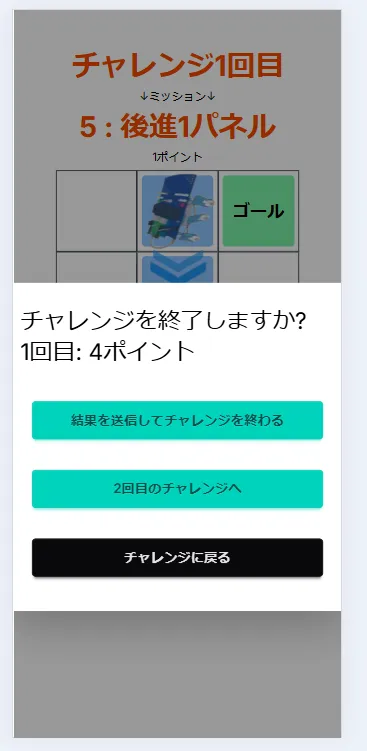 チャレンジ1回目
↓ミッション↓
5 : 後進1パネル
1ポイント
ゴール
チャレンジを終了しますか?
1回目: 4ポイント
結果を送信してチャレンジを終わる
2回目のチャレンジへ
チャレンジに戻る